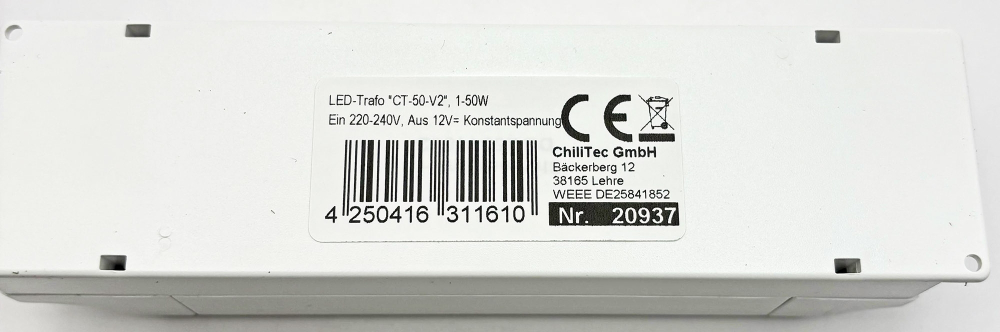 LED-Trafo "CT-50-V2", 1-50W
Ein 220-240V, Aus 12V= Konstantspannung
CE
ChiliTec GmbH
Bäckerberg 12
38165 Lehre
WEEE DE25841852
Nr. 20937
4 250416 311610